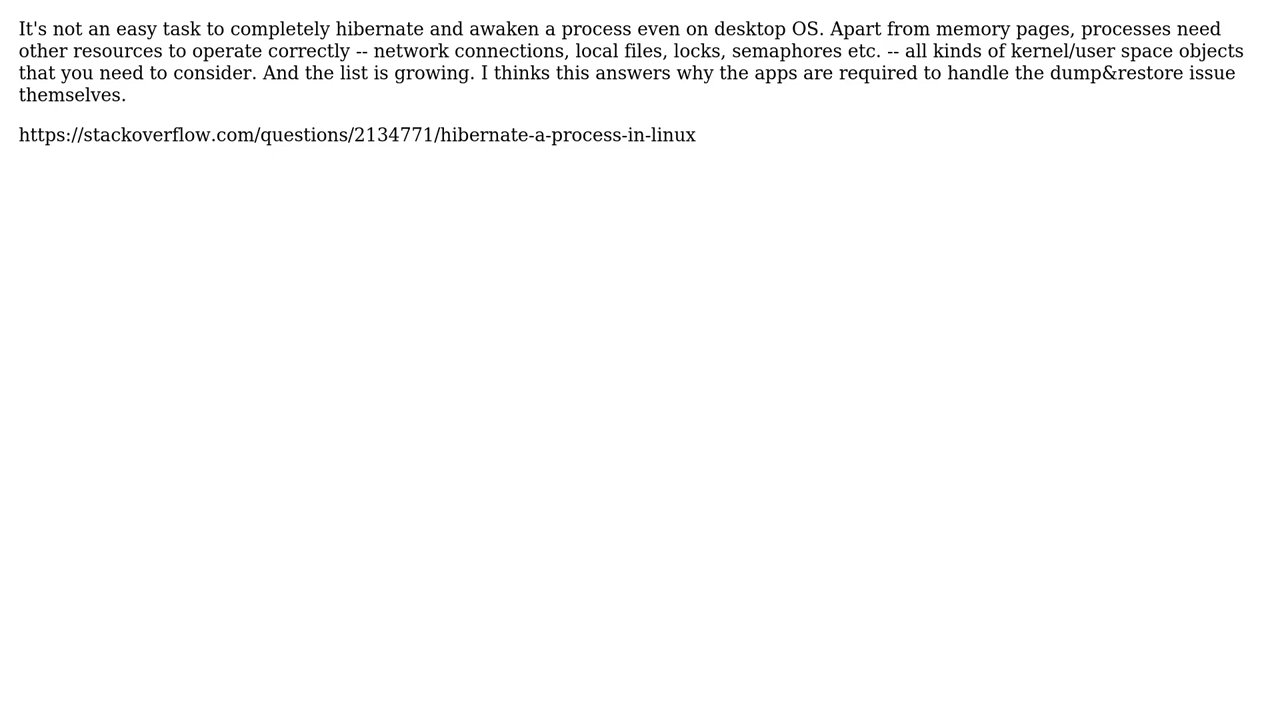 It's not an easy task to completely hibernate and awaken a process even on desktop OS. Apart from memory pages, processes need
other resources to operate correctly -- network connections, local files, locks, semaphores etc. -- all kinds of kernel/user space objects
that you need to consider. And the list is growing. I thinks this answers why the apps are required to handle the dump&restore issue
themselves.
https://stackoverflow.com/questions/2134771/hibernate-a-process-in-linux